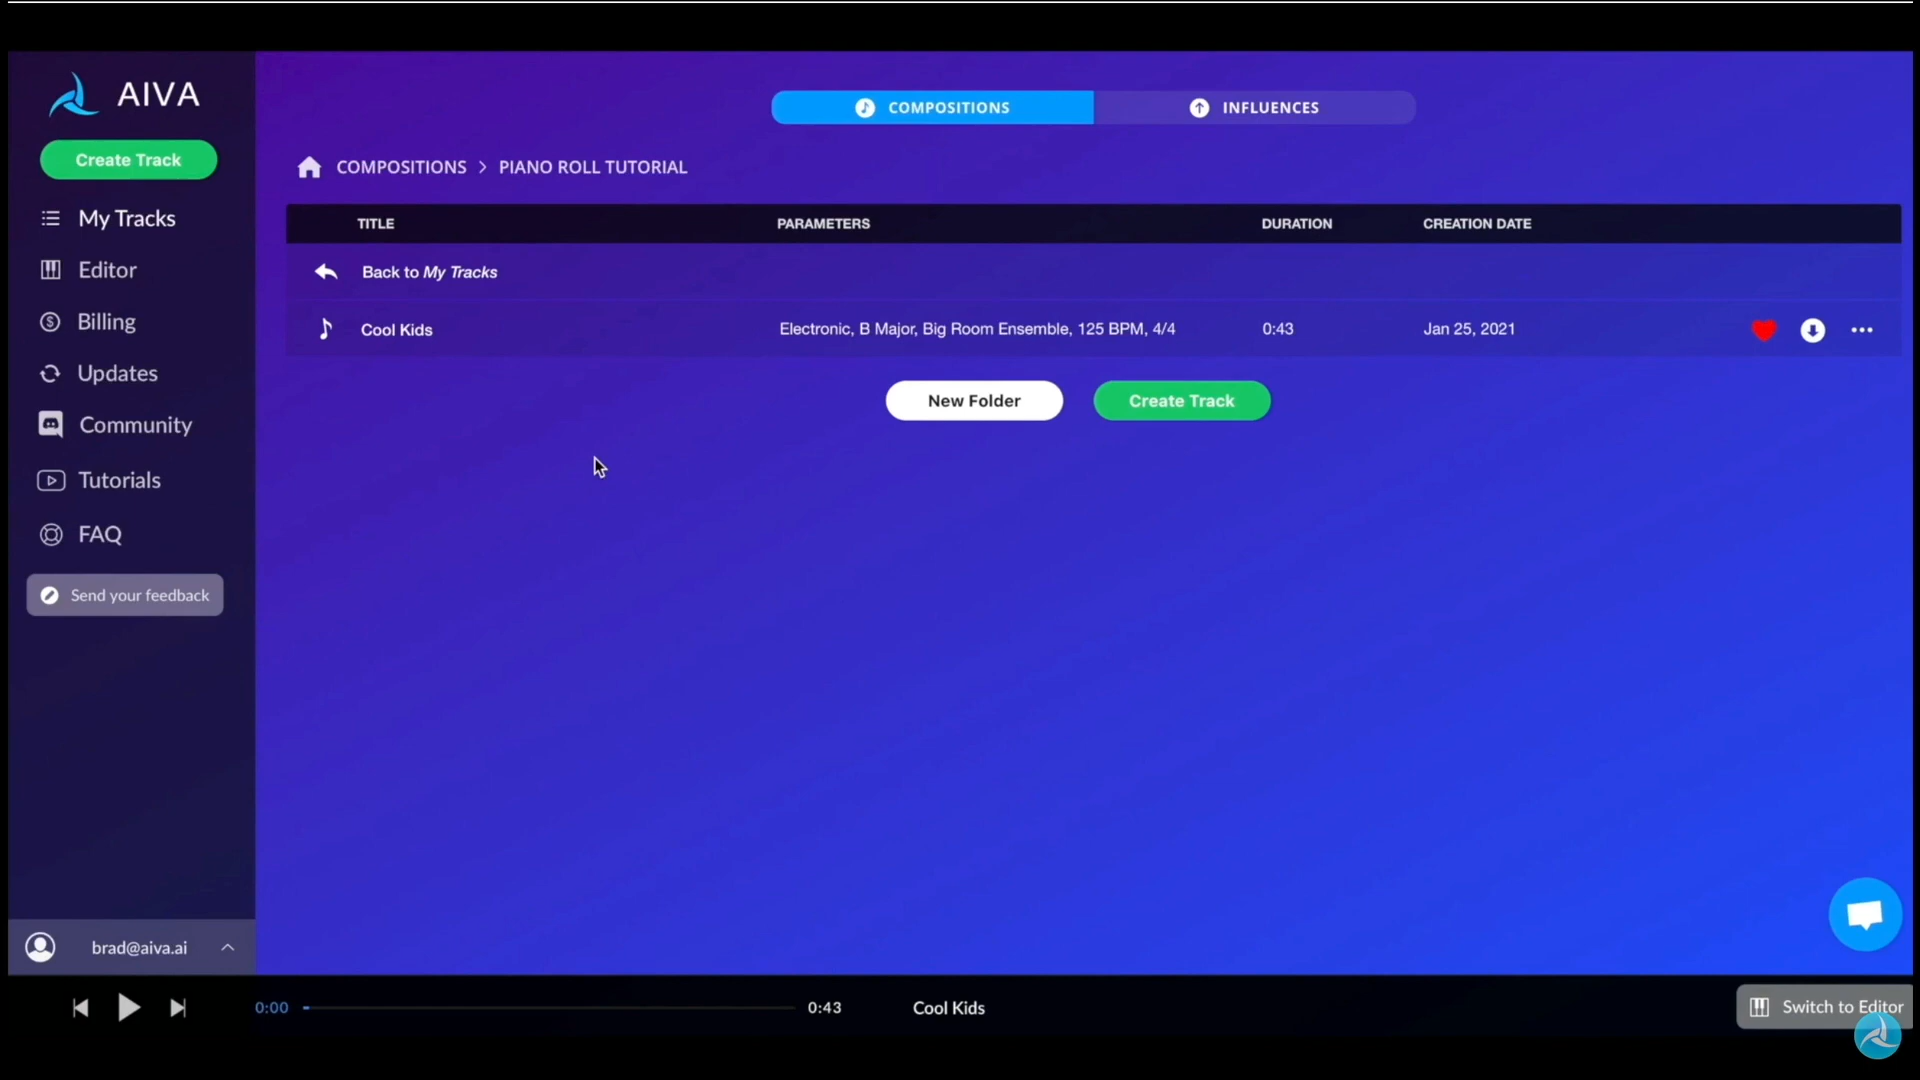 AIVA
Create Track
My Tracks
Editor
Billing
Updates
Community
Tutorials
FAQ
Send your feedback
brad@aiva.ai
COMPOSITIONS
INFLUENCES
COMPOSITIONS > PIANO ROLL TUTORIAL
TITLE PARAMETERS DURATION CREATION DATE
Back to My Tracks
Cool Kids Electronic, B Major, Big Room Ensemble, 125 BPM, 4/4 0:43 Jan 25, 2021
New Folder
Create Track
0:00 0:43 Cool Kids
Switch to Editor